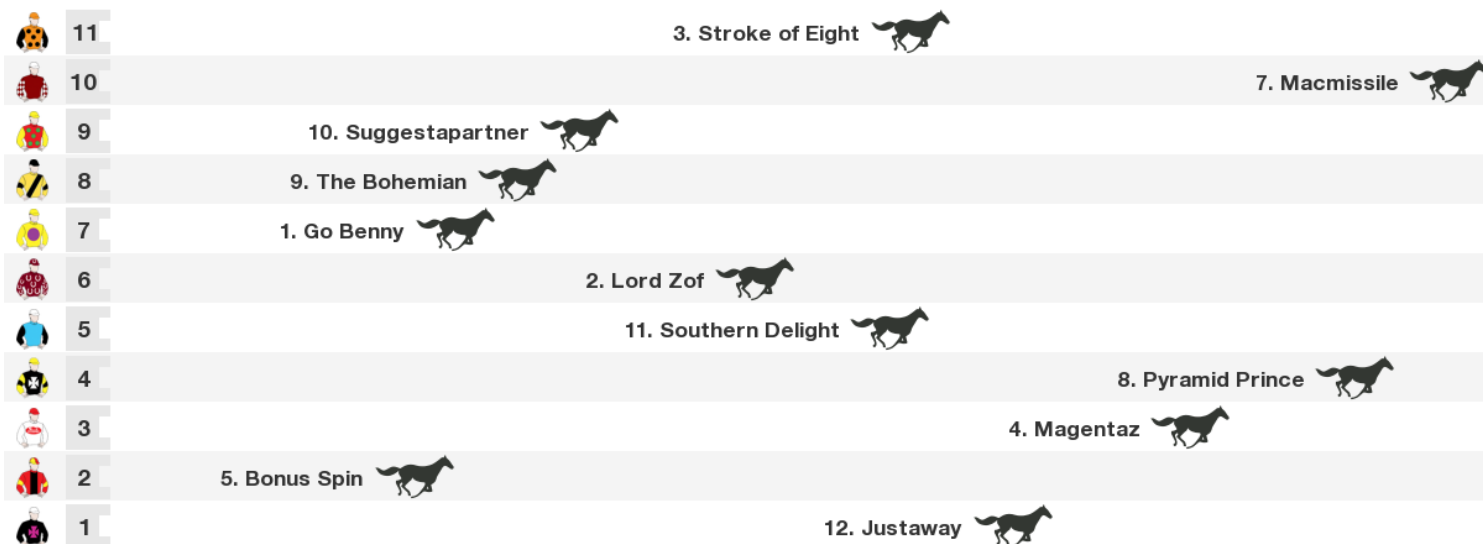 11 3. Stroke of Eight
10 7. Macmissile
9 10. Suggestapartner
8 9. The Bohemian
7 1. Go Benny
6 2. Lord Zof
5 11. Southern Delight
4 8. Pyramid Prince
3 4. Magentaz
2 5. Bonus Spin
1 12. Justaway